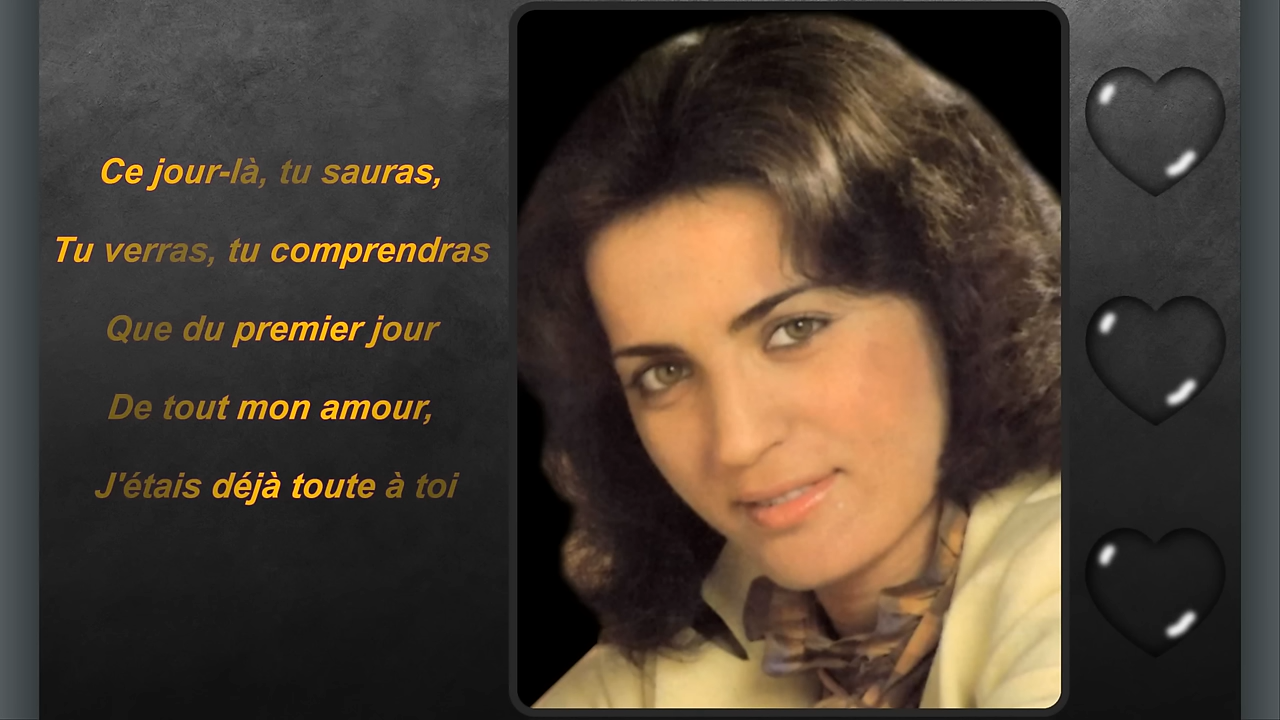 Ce jour-là, tu sauras,
Tu verras, tu comprendras
Que du premier jour
De tout mon amour,
J'étais déjà toute à toi